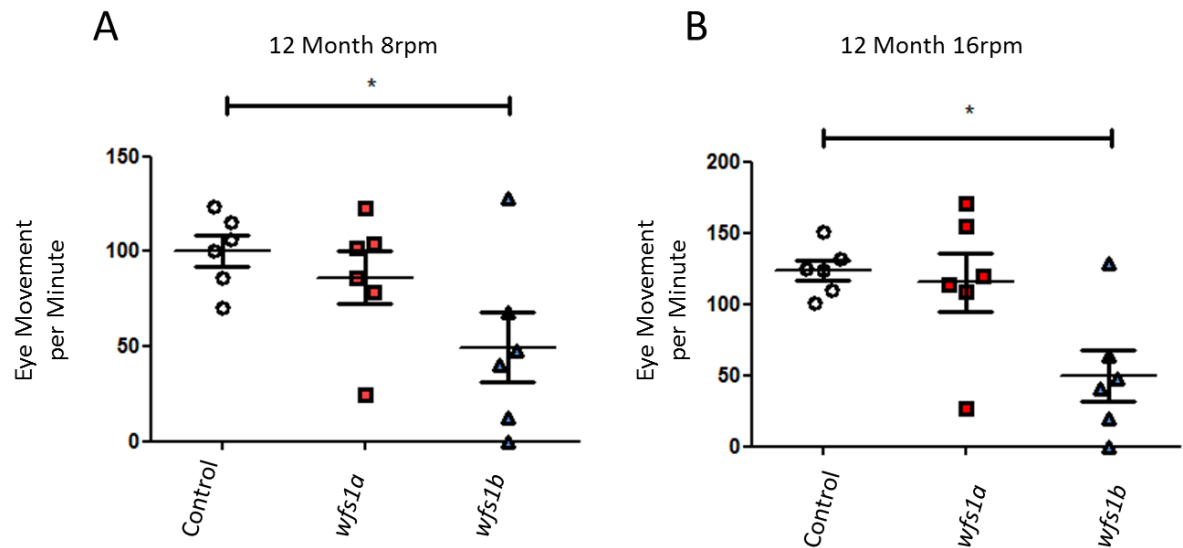 A
12 Month 8rpm
*
Eye Movement
per Minute
150
100
50
0
Control
wfs1a
wfs1b
B
12 Month 16rpm
*
Eye Movement
per Minute
200
150
100
50
0
Control
wfs1a
wfs1b